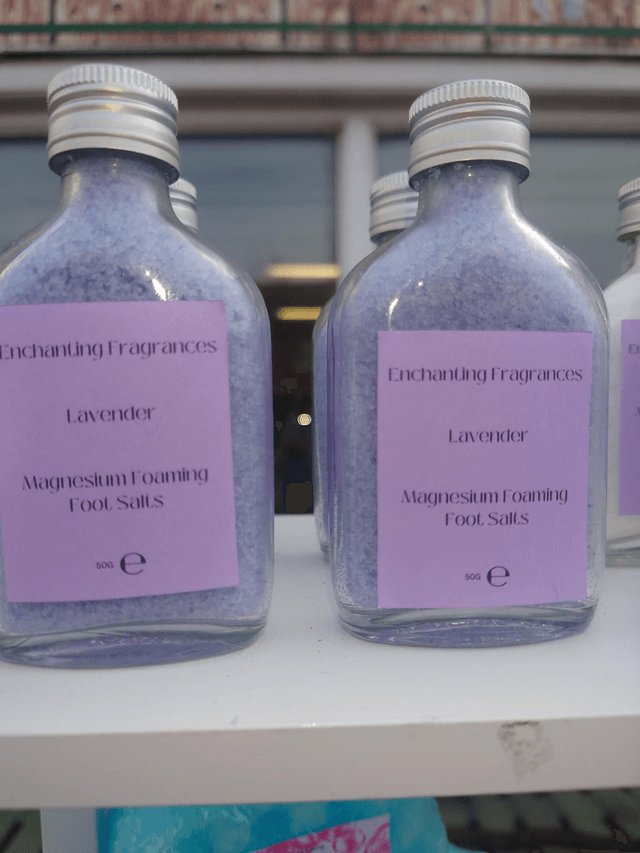 Enchanting Fragrances
Lavender
Magnesium Foaming
Foot Salts
50G ℮
Enchanting Fragrances
Lavender
Magnesium Foaming
Foot Salts
50G ℮